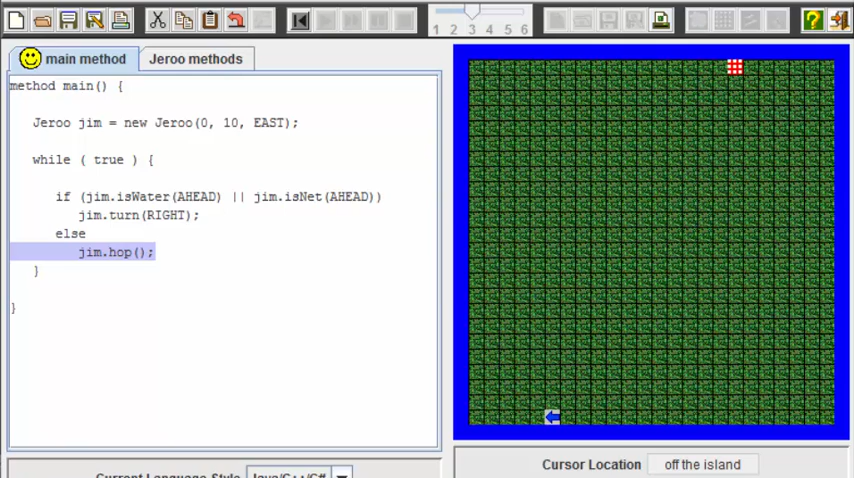 1 2 3 4 5 6
main method
Jeroo methods
method main() {
Jeroo jim = new Jeroo(0, 10, EAST);
while ( true ) {
if (jim.isWater(AHEAD) || jim.isNet(AHEAD))
jim.turn(RIGHT);
else
jim.hop();
}
}
Current Language Style
Java/C++/C#
Cursor Location
off the island